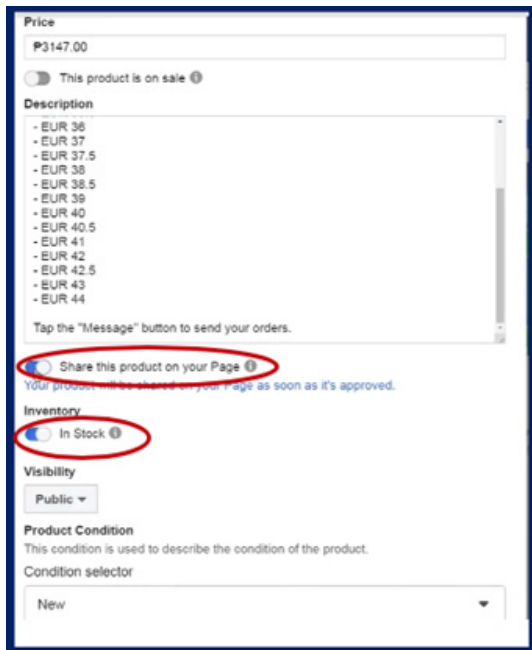 Price
₱3147.00
This product is on sale
Description
- EUR 36
- EUR 37
- EUR 37.5
- EUR 38
- EUR 38.5
- EUR 39
- EUR 40
- EUR 40.5
- EUR 41
- EUR 42
- EUR 42.5
- EUR 43
- EUR 44
Tap the "Message" button to send your orders.
Share this product on your Page
Your product will be shared on your Page as soon as it's approved.
Inventory
In Stock
Visibility
Public
Product Condition
This condition is used to describe the condition of the product.
Condition selector
New